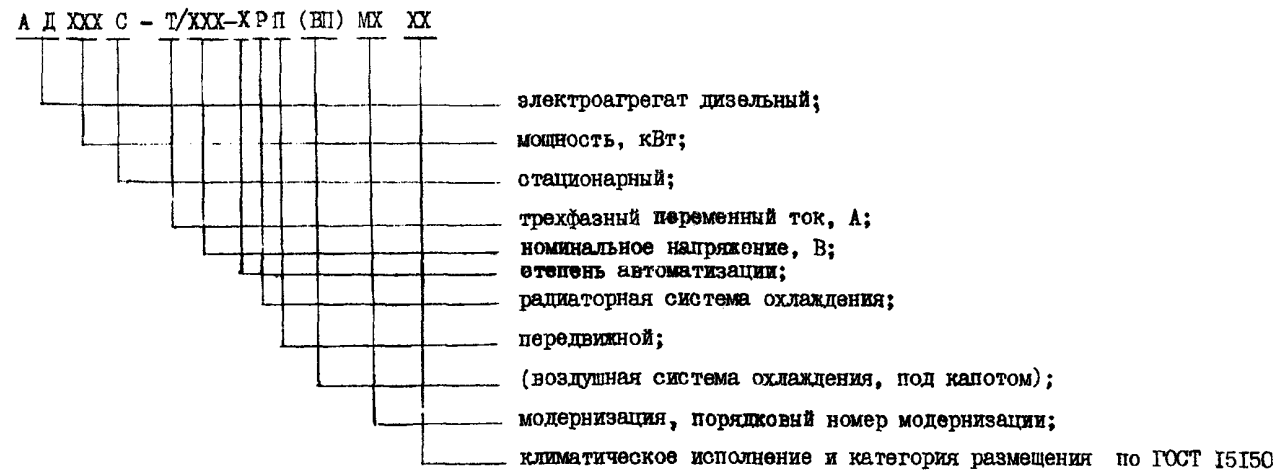 А Д ХХХ С - Т/ХХХ-Х Р П (ВП) МХ ХХ
электроагрегат дизельный;
мощность, кВт;
стационарный;
трехфазный переменный ток, А;
номинальное напряжение, В;
степень автоматизации;
радиаторная система охлаждения;
передвижной;
(воздушная система охлаждения, под капотом);
модернизация, порядковый номер модернизации;
климатическое исполнение и категория размещения по ГОСТ I5I50